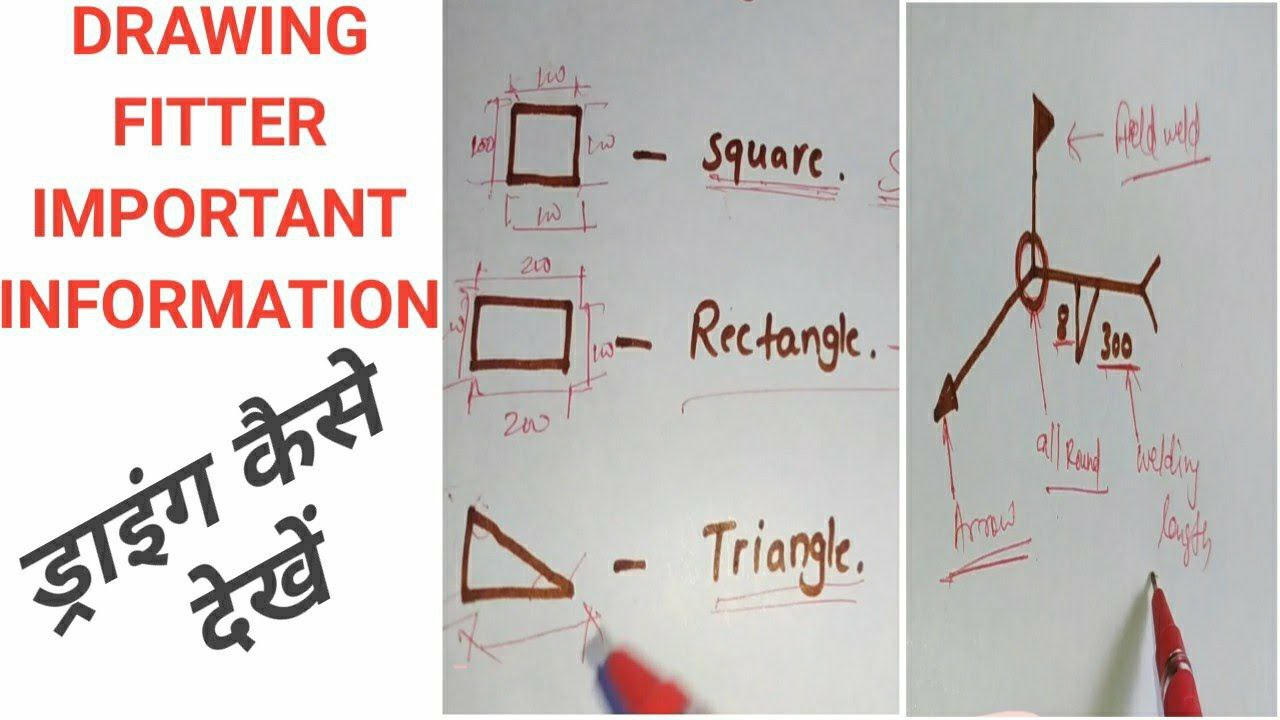 DRAWING
FITTER
IMPORTANT
INFORMATION
ड्राइंग कैसे
देखें
100
100
100
100
square.
200
100
100
200
Rectangle.
Triangle.
Field weld
8
300
all Round
welding
length
Arrow